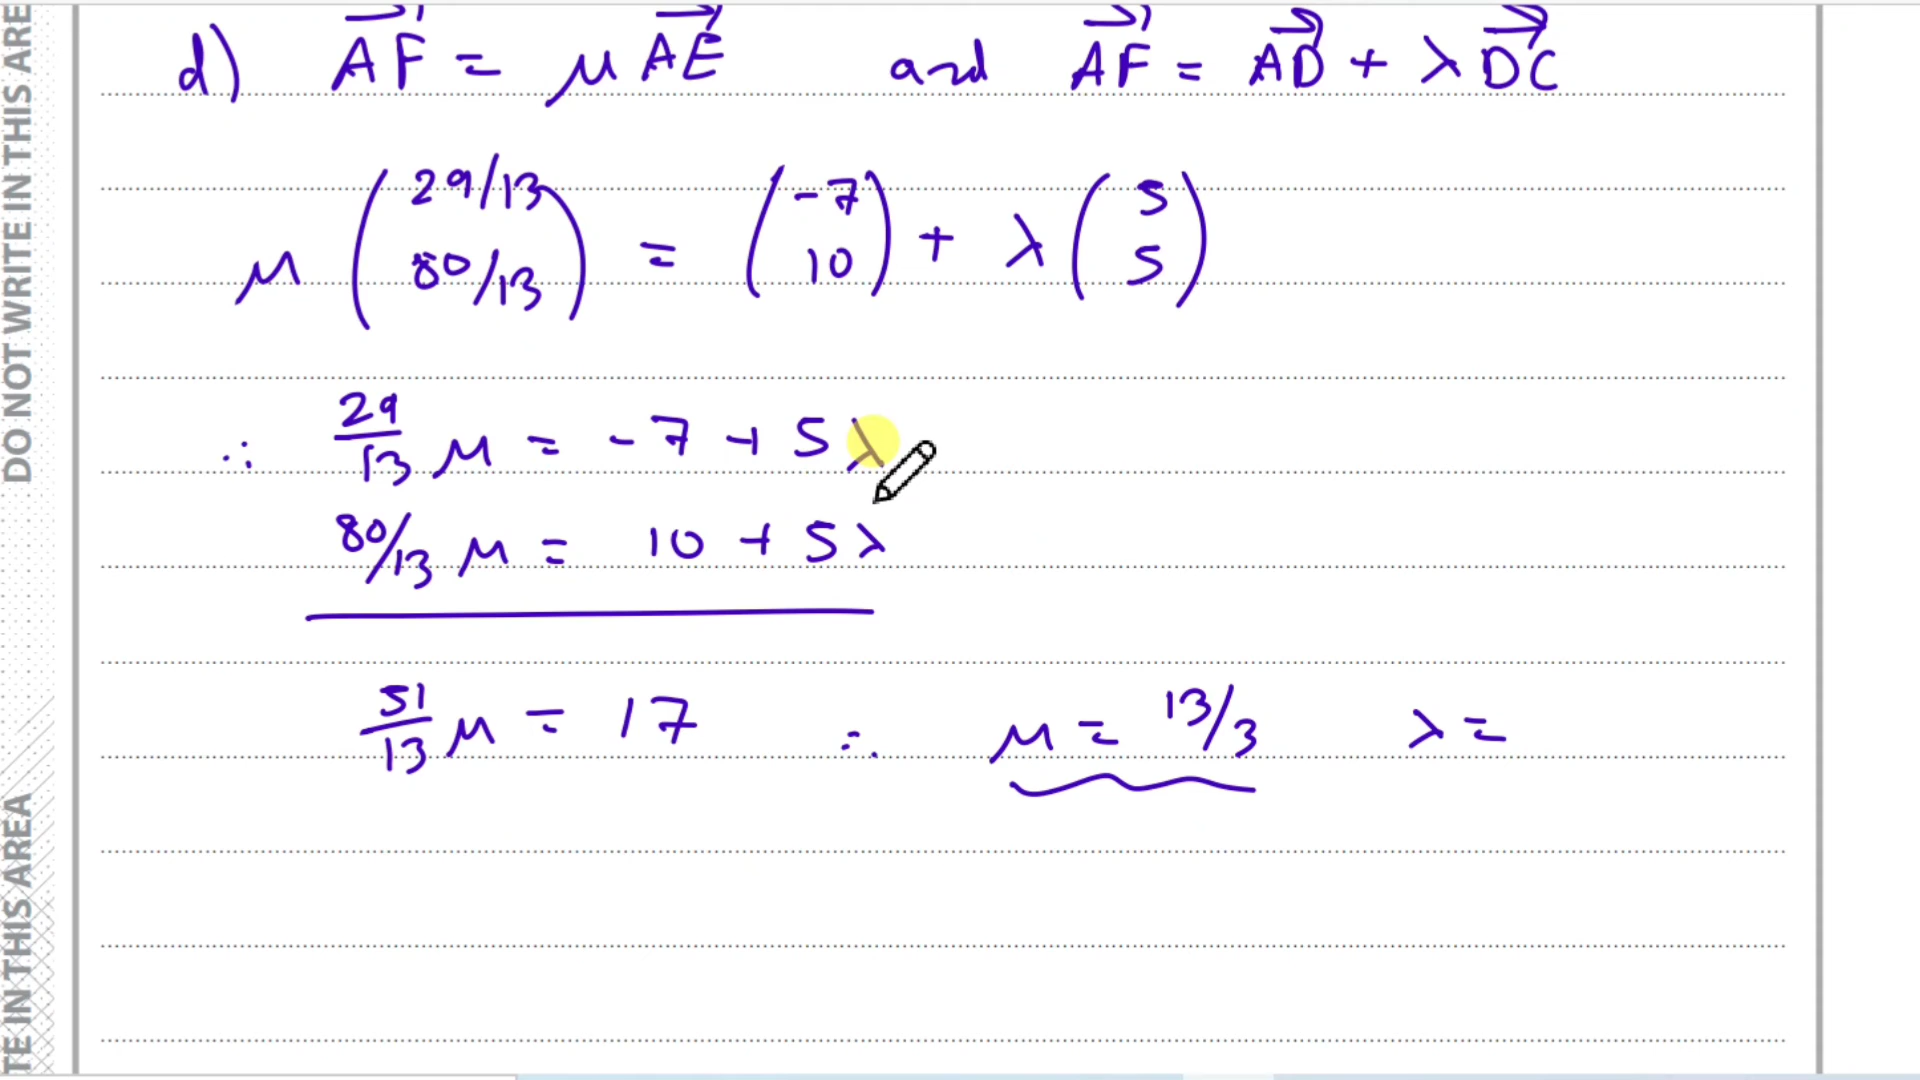 DO NOT WRITE IN THIS ARE
TE IN THIS AREA
d) AF = μ AE and AF = AD + λ DC
μ ( 29/13 80/13 ) = ( -7 10 ) + λ ( 5 5 )
∴ 29/13 μ = -7 + 5λ
80/13 μ = 10 + 5λ
51/13 μ = 17 ∴ μ = 13/3 λ =